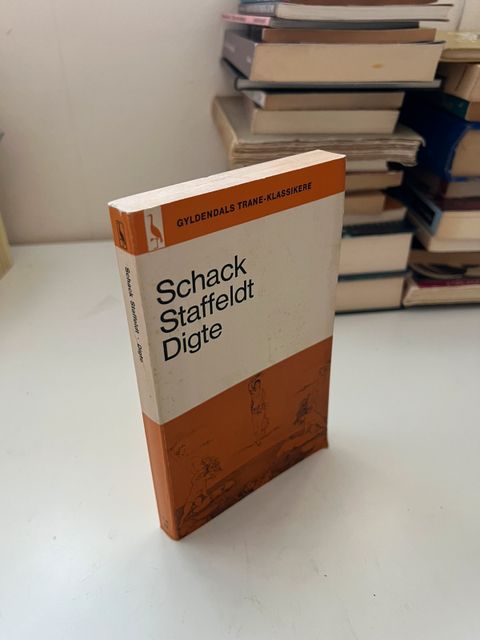 GYLDENDALS TRANE-KLASSIKERE
Schack
Staffeldt
Digte
Schack Staffeldt · Digte